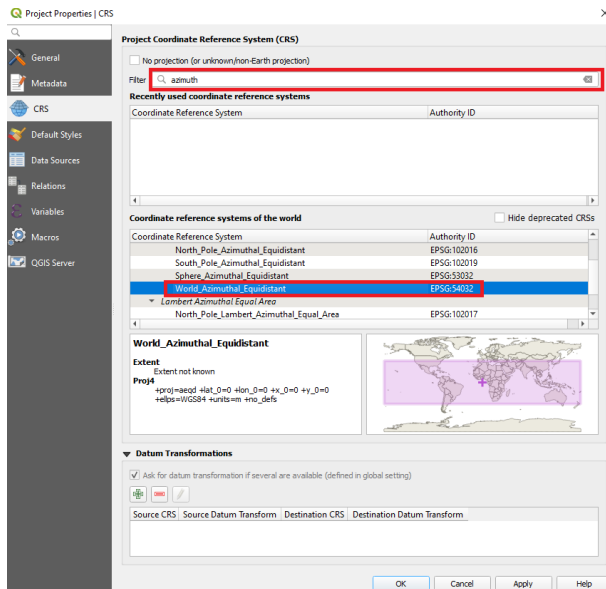 Project Properties | CRS
General
Metadata
CRS
Default Styles
Data Sources
Relations
Variables
Macros
QGIS Server
Project Coordinate Reference System (CRS)
No projection (or unknown/non-Earth projection)
Filter azimuth
Recently used coordinate reference systems
Coordinate Reference System Authority ID
Coordinate reference systems of the world Hide deprecated CRSs
Coordinate Reference System Authority ID
North_Pole_Azimuthal_Equidistant EPSG:102016
South_Pole_Azimuthal_Equidistant EPSG:102019
Sphere_Azimuthal_Equidistant EPSG:53032
World_Azimuthal_Equidistant EPSG:54032
Lambert Azimuthal Equal Area
North_Pole_Lambert_Azimuthal_Equal_Area EPSG:102017
World_Azimuthal_Equidistant
Extent
Extent not known
Proj4
+proj=aeqd +lat_0=0 +lon_0=0 +x_0=0 +y_0=0
+ellps=WGS84 +units=m +no_defs
Datum Transformations
Ask for datum transformation if several are available (defined in global setting)
Source CRS Source Datum Transform Destination CRS Destination Datum Transform
OK Cancel Apply Help